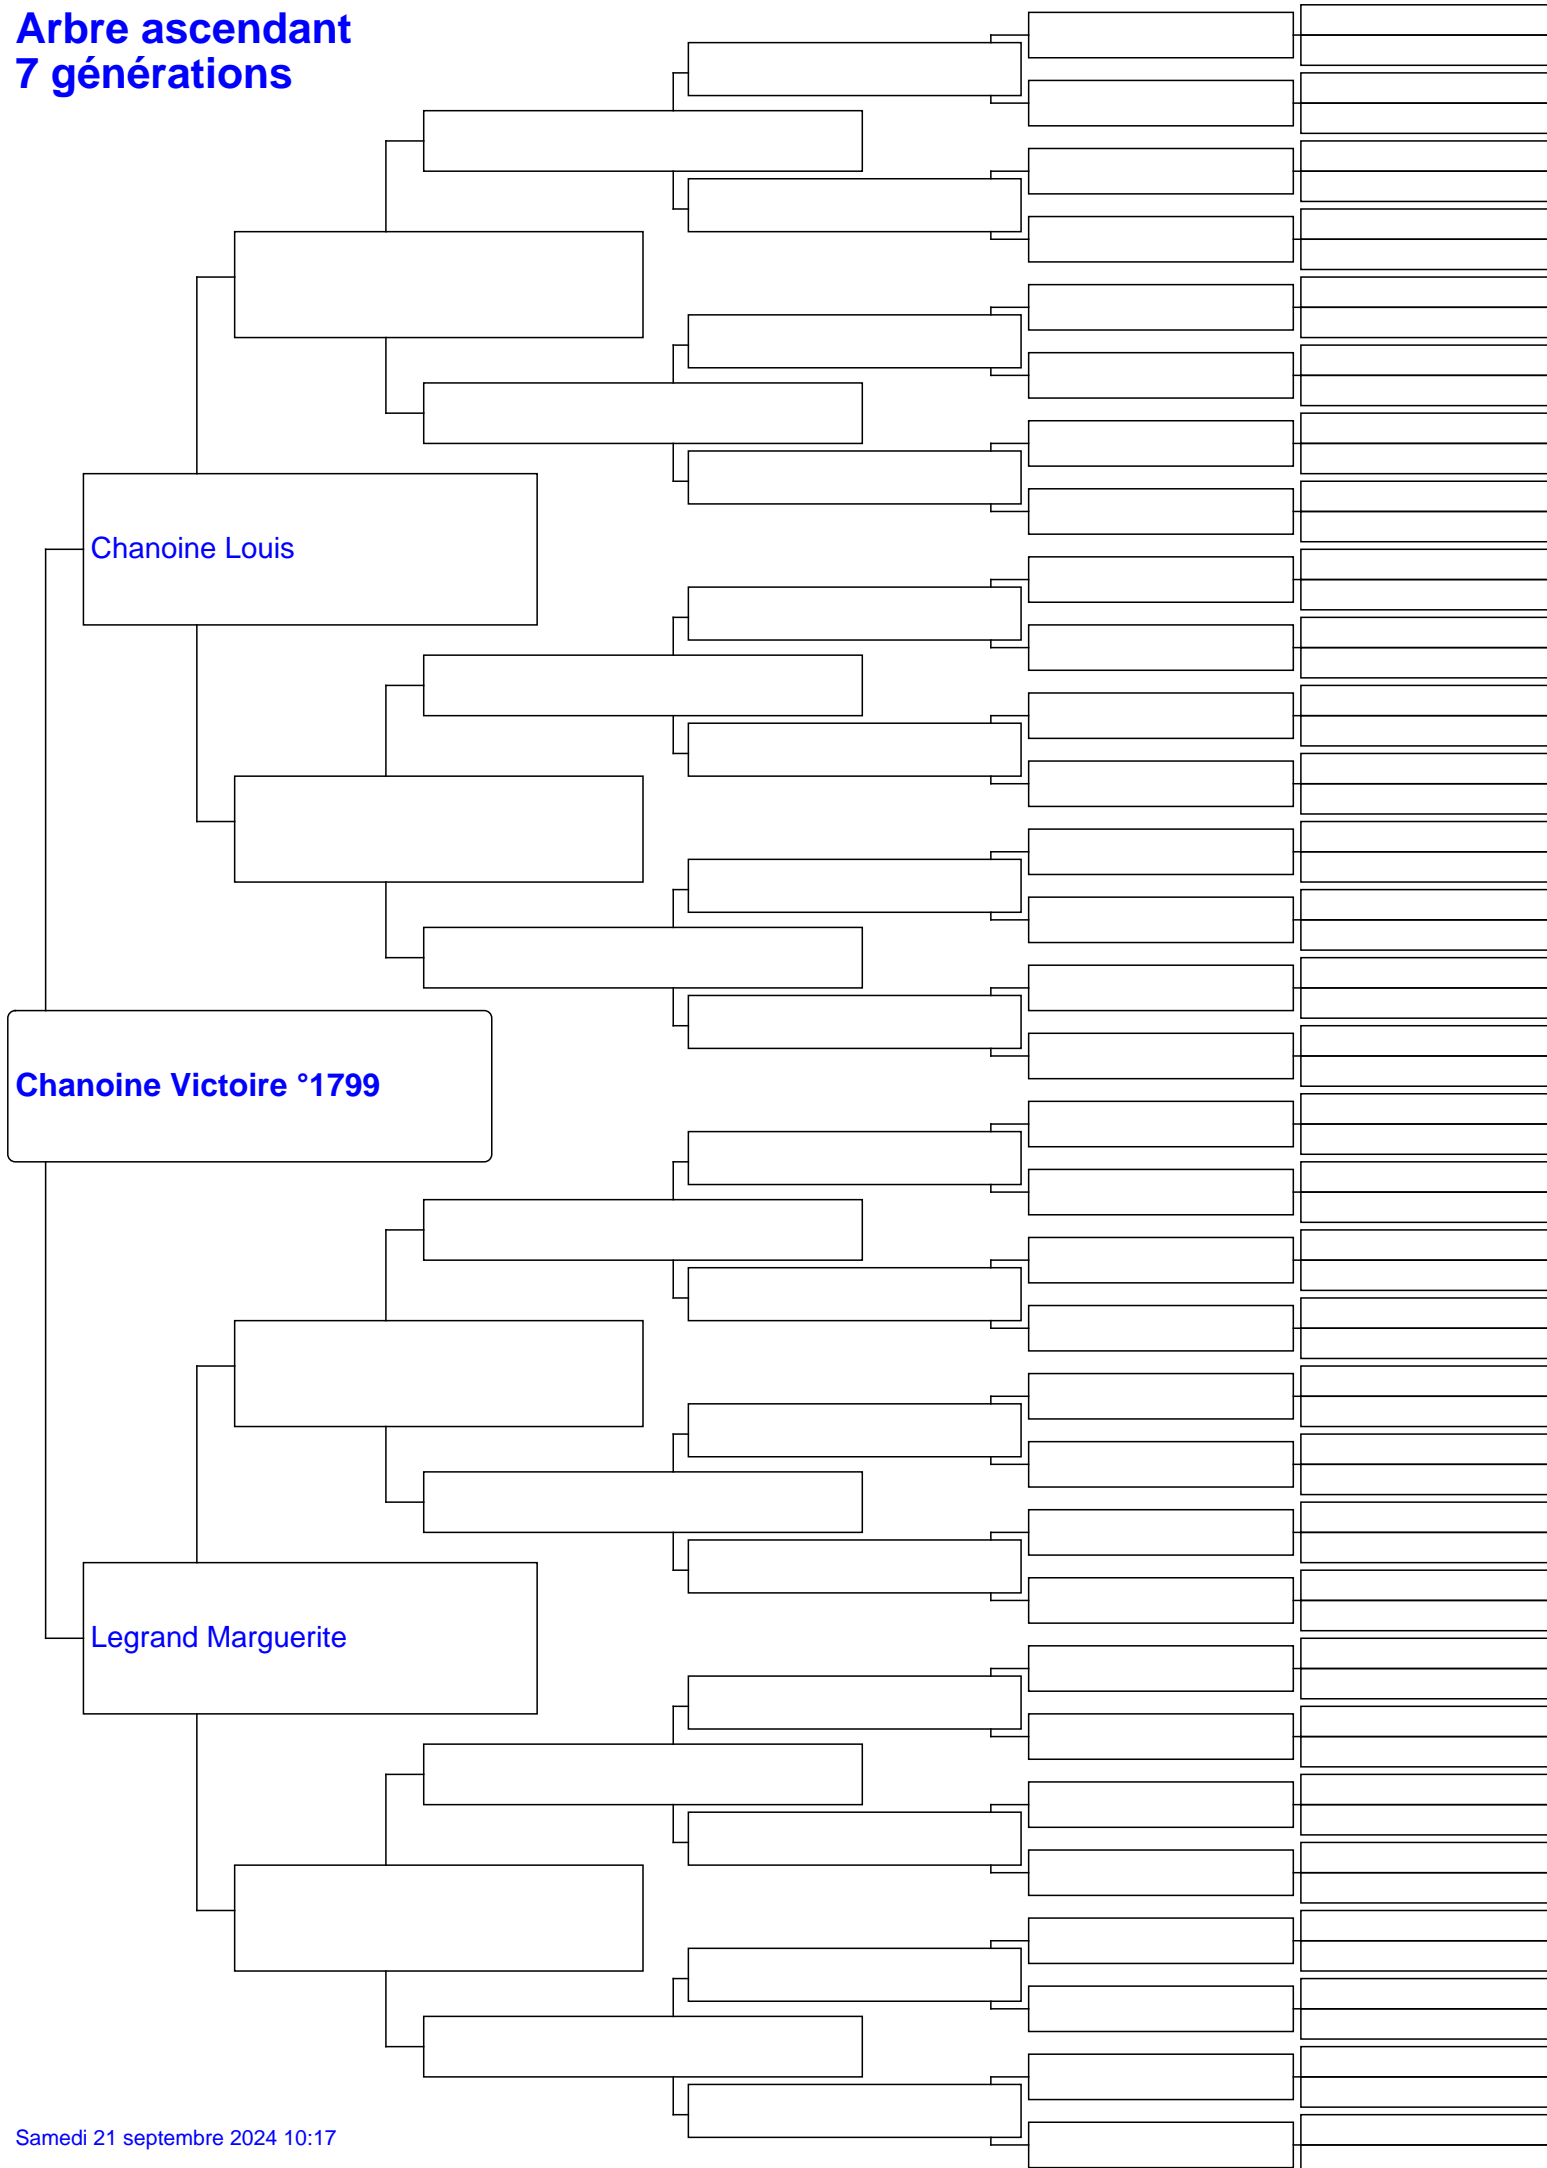 Arbre ascendant
7 générations
Chanoine Louis
Chanoine Victoire °1799
Legrand Marguerite
Samedi 21 septembre 2024 10:17